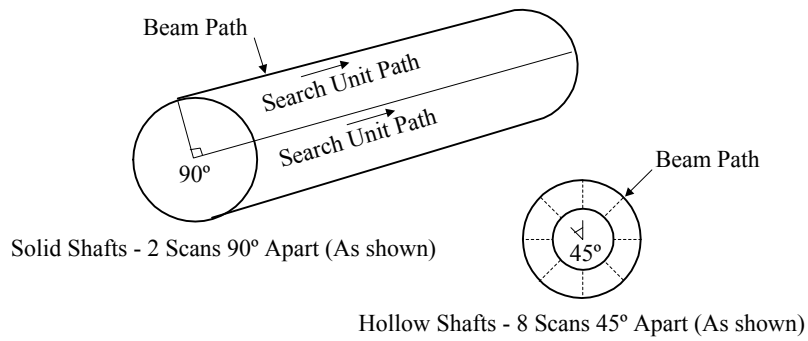 Beam Path
Search Unit Path
Search Unit Path
90º
Beam Path
Solid Shafts - 2 Scans 90º Apart (As shown)
45º
Hollow Shafts - 8 Scans 45º Apart (As shown)